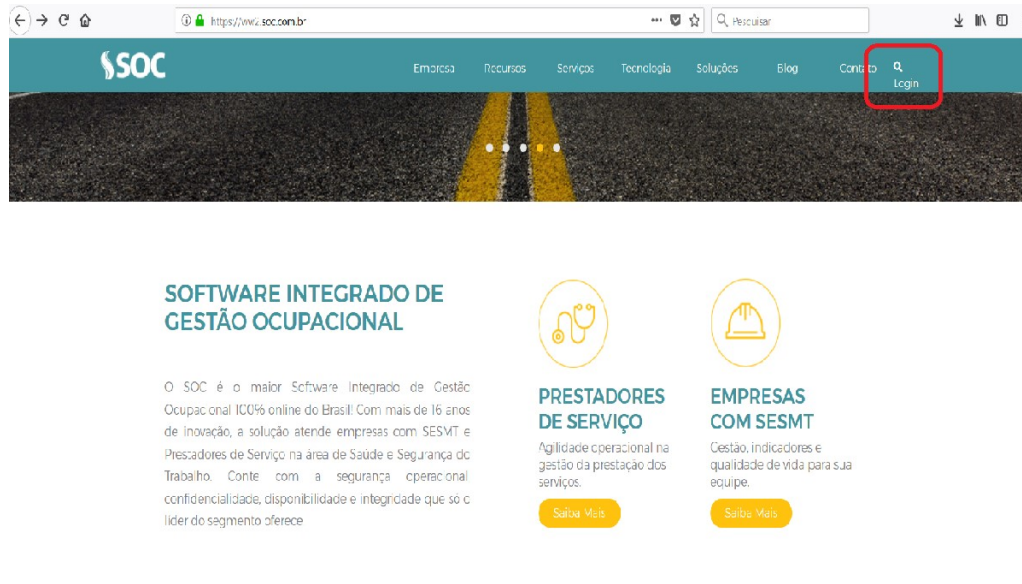 https://ww2.soc.com.br
Pesquisar
SOC
Empresa Recursos Serviços Tecnologia Soluções Blog Contato
Login
SOFTWARE INTEGRADO DE
GESTÃO OCUPACIONAL
O SOC é o maior Software Integrado de Gestão
Ocupacional 100% online do Brasil! Com mais de 16 anos
de inovação, a solução atende empresas com SESMT e
Prestadores de Serviço na área de Saúde e Segurança do
Trabalho. Conte com a segurança operacional
confidencialidade, disponibilidade e integridade que só o
líder do segmento oferece
PRESTADORES
DE SERVIÇO
Agilidade operacional na
gestão da prestação dos
serviços.
Saiba Mais
EMPRESAS
COM SESMT
Gestão, indicadores e
qualidade de vida para sua
equipe.
Saiba Mais